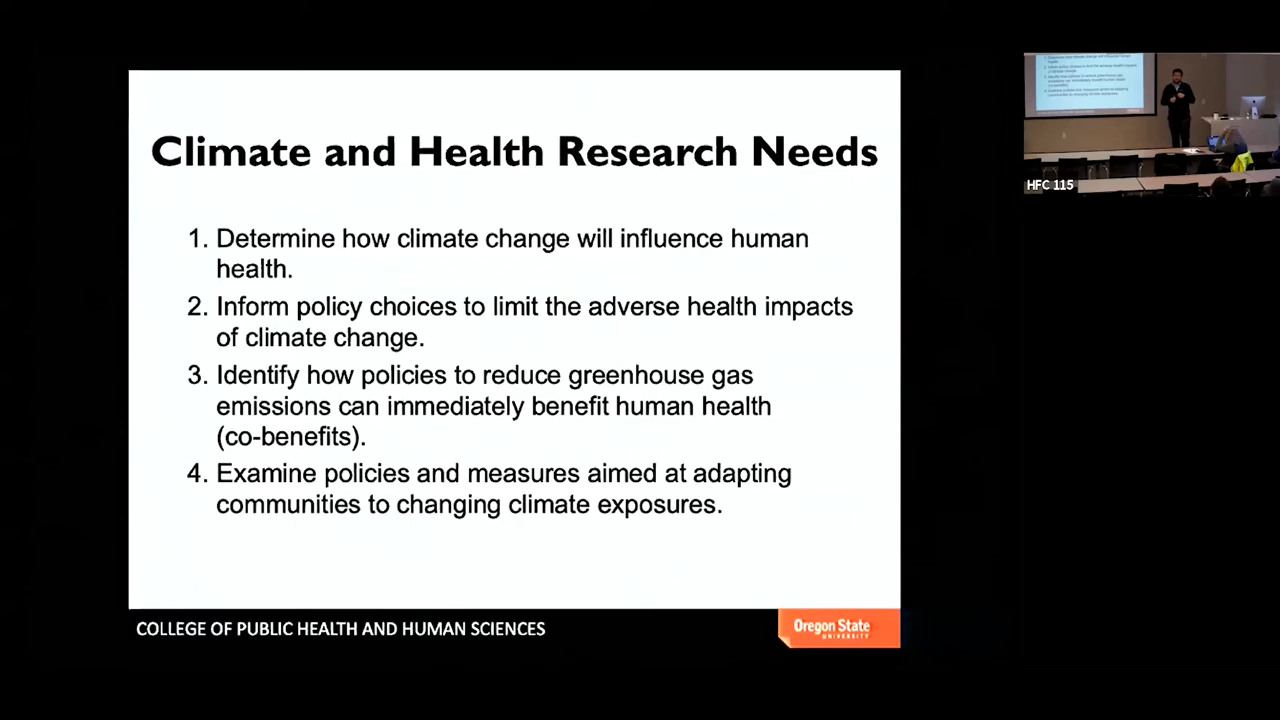 Climate and Health Research Needs
1. Determine how climate change will influence human
health.
2. Inform policy choices to limit the adverse health impacts
of climate change.
3. Identify how policies to reduce greenhouse gas
emissions can immediately benefit human health
(co-benefits).
4. Examine policies and measures aimed at adapting
communities to changing climate exposures.
COLLEGE OF PUBLIC HEALTH AND HUMAN SCIENCES
Oregon State
UNIVERSITY
HFC 115